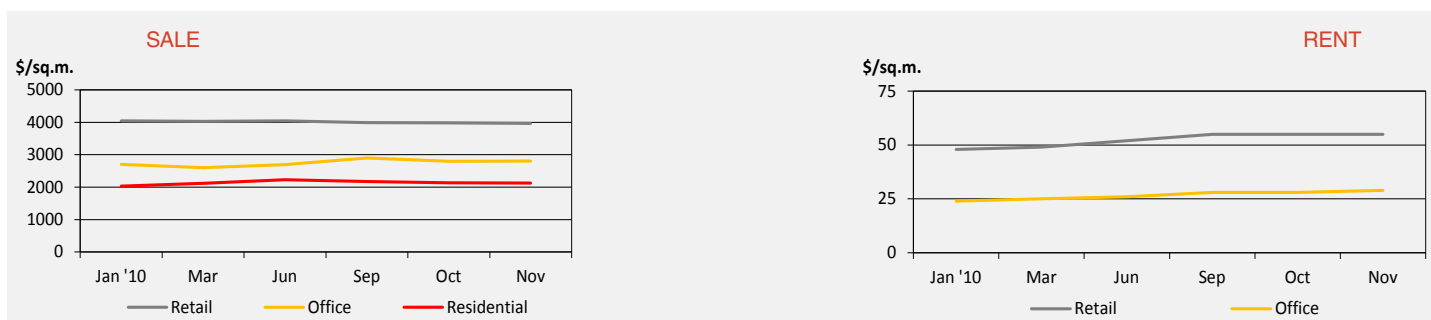 SALE
$/sq.m.
5000
4000
3000
2000
1000
0
Jan '10 Mar Jun Sep Oct Nov
Retail Office Residential
RENT
$/sq.m.
75
50
25
0
Jan '10 Mar Jun Sep Oct Nov
Retail Office